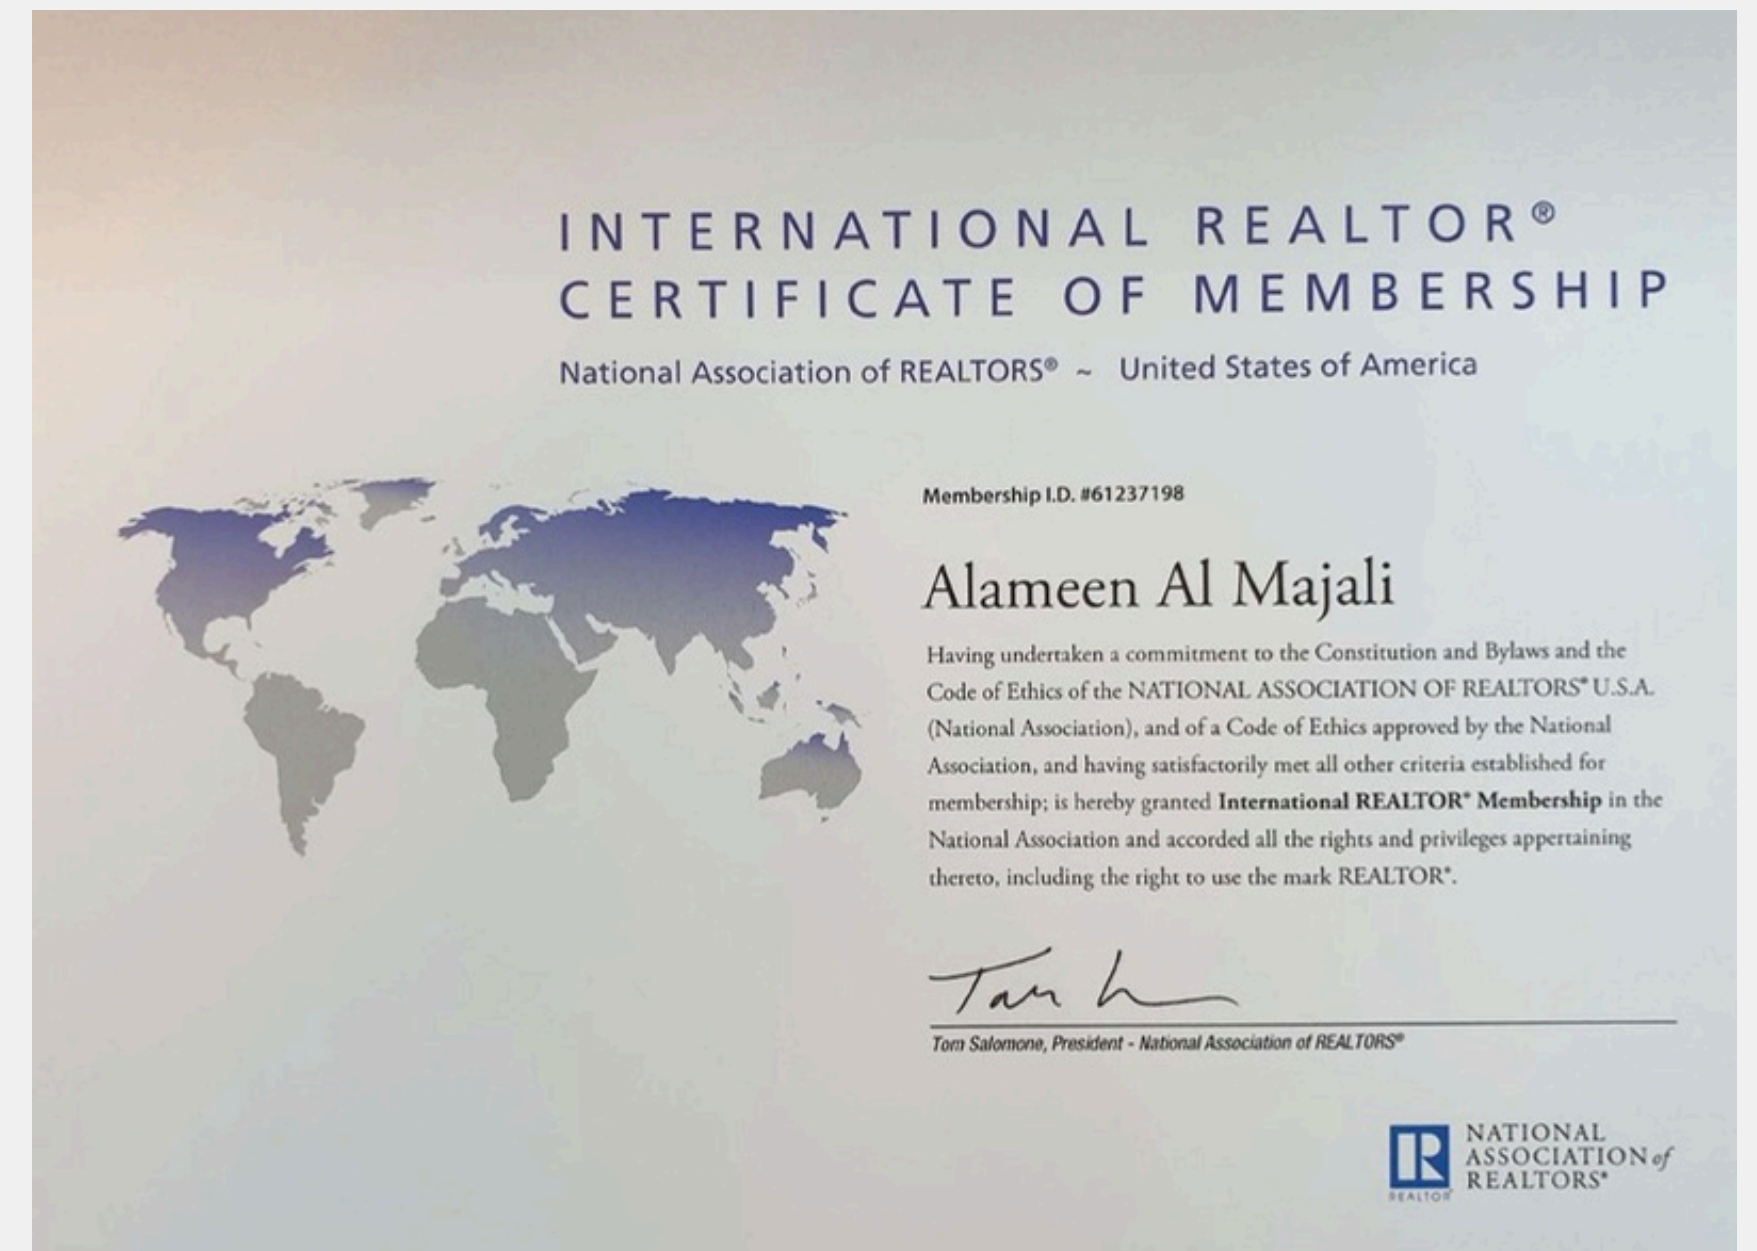 INTERNATIONAL REALTOR®
CERTIFICATE OF MEMBERSHIP
National Association of REALTORS® ~ United States of America
Membership I.D. #61237198
Alameen Al Majali
Having undertaken a commitment to the Constitution and Bylaws and the
Code of Ethics of the NATIONAL ASSOCIATION OF REALTORS® U.S.A.
(National Association), and of a Code of Ethics approved by the National
Association, and having satisfactorily met all other criteria established for
membership; is hereby granted International REALTOR® Membership in the
National Association and accorded all the rights and privileges appertaining
thereto, including the right to use the mark REALTOR®.
Tom Salomone, President - National Association of REALTORS®
NATIONAL
ASSOCIATION of
REALTORS®
REALTOR®